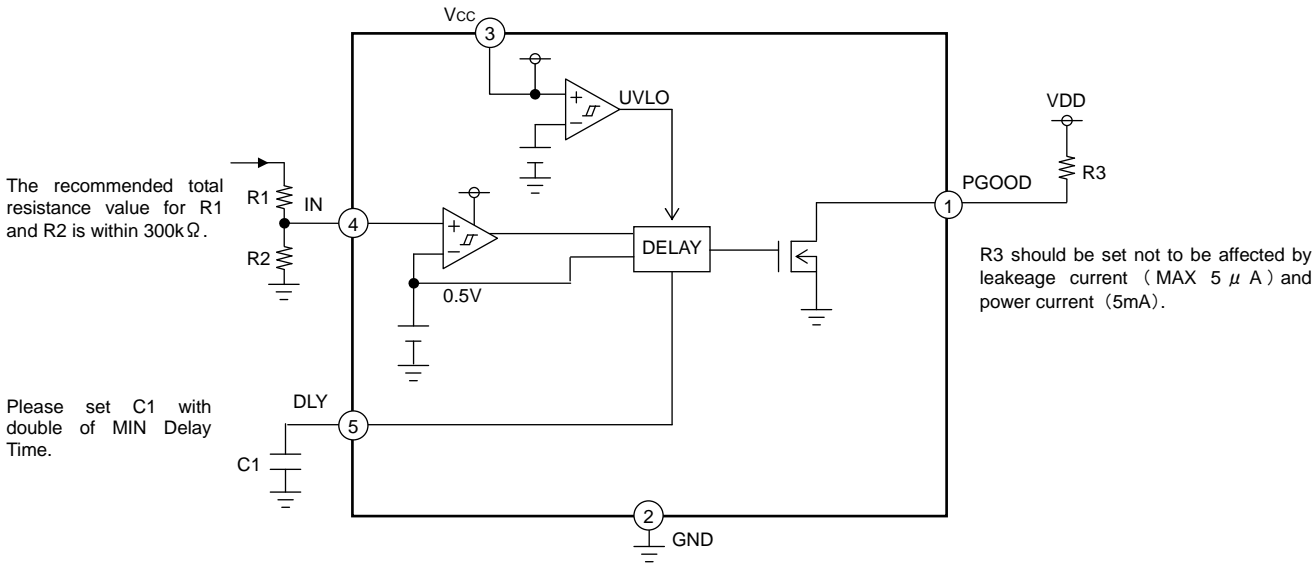 Vcc
3
UVLO
VDD
R3
PGOOD
1
The recommended total
resistance value for R1
and R2 is within 300kΩ.
R1
IN
4
R2
+
−
+
−
0.5V
DELAY
R3 should be set not to be affected by
leakeage current （MAX 5 μ A）and
power current （5mA）.
Please set C1 with
double of MIN Delay
Time.
DLY
5
C1
2
GND